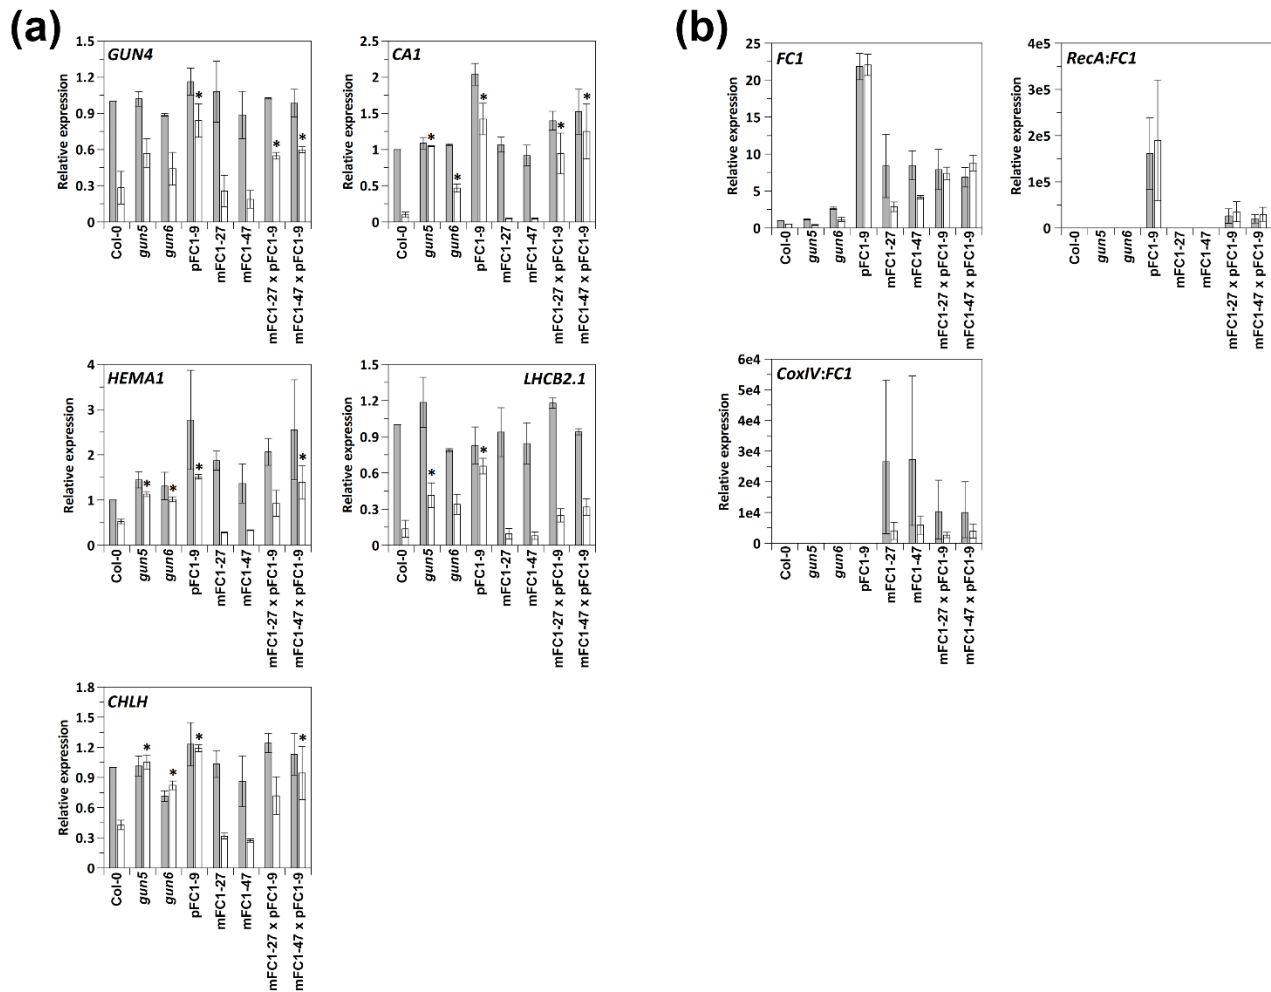 (a)
GUN4
Relative expression
1.5
1.2
0.9
0.6
0.3
0
*
*
*
Col-0
gun5
gun6
pFC1-9
mFC1-27
mFC1-47
mFC1-27 x pFC1-9
mFC1-47 x pFC1-9
CA1
Relative expression
2.5
2
1.5
1
0.5
0
*
*
*
*
*
Col-0
gun5
gun6
pFC1-9
mFC1-27
mFC1-47
mFC1-27 x pFC1-9
mFC1-47 x pFC1-9
HEMA1
Relative expression
4
3
2
1
0
*
*
*
*
Col-0
gun5
gun6
pFC1-9
mFC1-27
mFC1-47
mFC1-27 x pFC1-9
mFC1-47 x pFC1-9
LHCB2.1
Relative expression
1.5
1.2
0.9
0.6
0.3
0
*
*
Col-0
gun5
gun6
pFC1-9
mFC1-27
mFC1-47
mFC1-27 x pFC1-9
mFC1-47 x pFC1-9
CHLH
Relative expression
1.8
1.5
1.2
0.9
0.6
0.3
0
*
*
*
*
Col-0
gun5
gun6
pFC1-9
mFC1-27
mFC1-47
mFC1-27 x pFC1-9
mFC1-47 x pFC1-9
(b)
FC1
Relative expression
25
20
15
10
5
0
Col-0
gun5
gun6
pFC1-9
mFC1-27
mFC1-47
mFC1-27 x pFC1-9
mFC1-47 x pFC1-9
RecA:FC1
Relative expression
4e5
3e5
2e5
1e5
0
Col-0
gun5
gun6
pFC1-9
mFC1-27
mFC1-47
mFC1-27 x pFC1-9
mFC1-47 x pFC1-9
CoxIV:FC1
Relative expression
6e4
5e4
4e4
3e4
2e4
1e4
0
Col-0
gun5
gun6
pFC1-9
mFC1-27
mFC1-47
mFC1-27 x pFC1-9
mFC1-47 x pFC1-9